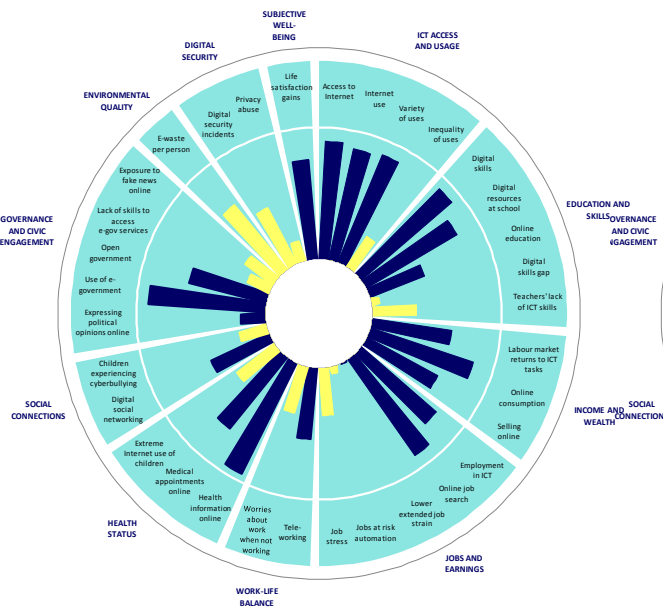 SUBJECTIVE
WELL-
BEING
ICT ACCESS
AND USAGE
DIGITAL
SECURITY
ENVIRONMENTAL
QUALITY
Life
satisfaction
gains
Access to
Internet
Internet
use
Variety
of uses
Inequality
of uses
Privacy
abuse
Digital
security
incidents
E-waste
per person
Digital
skills
Digital
resources
at school
Online
education
Digital
skills gap
Teachers' lack
of ICT skills
EDUCATION AND
SKILLS
GOVERNANCE
AND CIVIC
ENGAGEMENT
Exposure to
fake news
online
Lack of skills to
access
e-gov services
Open
government
Use of e-
government
Expressing
political
opinions online
GOVERNANCE
AND CIVIC
NGAGEMENT
Labour market
returns to ICT
tasks
Online
consumption
Selling
online
INCOME AND
WEALTH
SOCIAL
CONNECTION
Children
experiencing
cyberbullying
Digital
social
networking
SOCIAL
CONNECTIONS
Extreme
Internet use of
children
Medical
appointments
online
Health
information
online
HEALTH
STATUS
Employment
in ICT
Online job
search
Lower
extended job
strain
Jobs at risk
automation
Job
stress
JOBS AND
EARNINGS
Worries
about
work
when not
working
Tele-
working
WORK-LIFE
BALANCE